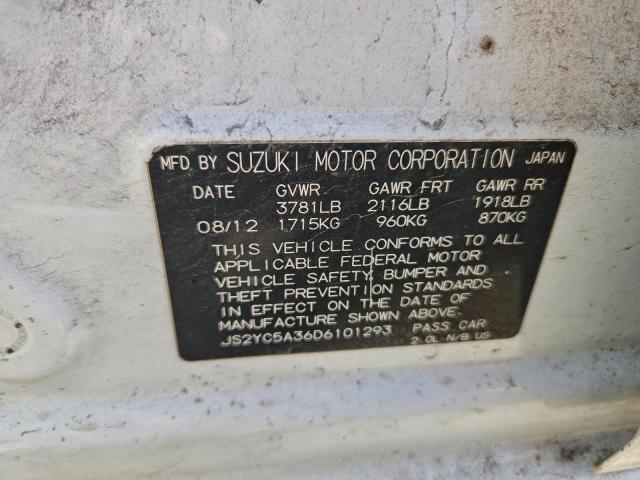 MFD BY SUZUKI MOTOR CORPORATION JAPAN
DATE GVWR GAWR FRT GAWR RR
3781LB 2116LB 1918LB
08/12 1715KG 960KG 870KG
THIS VEHICLE CONFORMS TO ALL
APPLICABLE FEDERAL MOTOR
VEHICLE SAFETY, BUMPER AND
THEFT PREVENTION STANDARDS
IN EFFECT ON THE DATE OF
MANUFACTURE SHOWN ABOVE.
JS2YC5A36D6101293 PASS CAR
2.0L N/B US